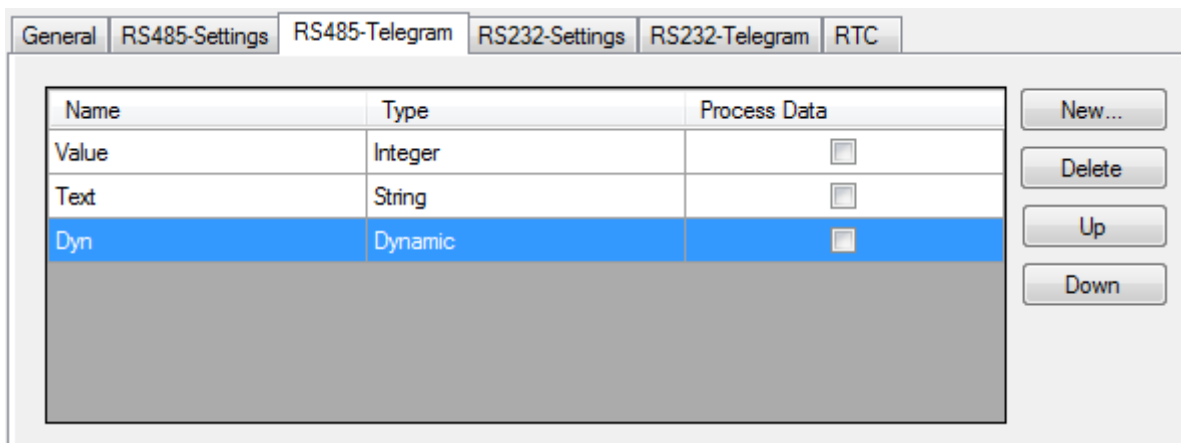 General RS485-Settings RS485-Telegram RS232-Settings RS232-Telegram RTC
Name Type Process Data
Value Integer
Text String
Dyn Dynamic
New...
Delete
Up
Down